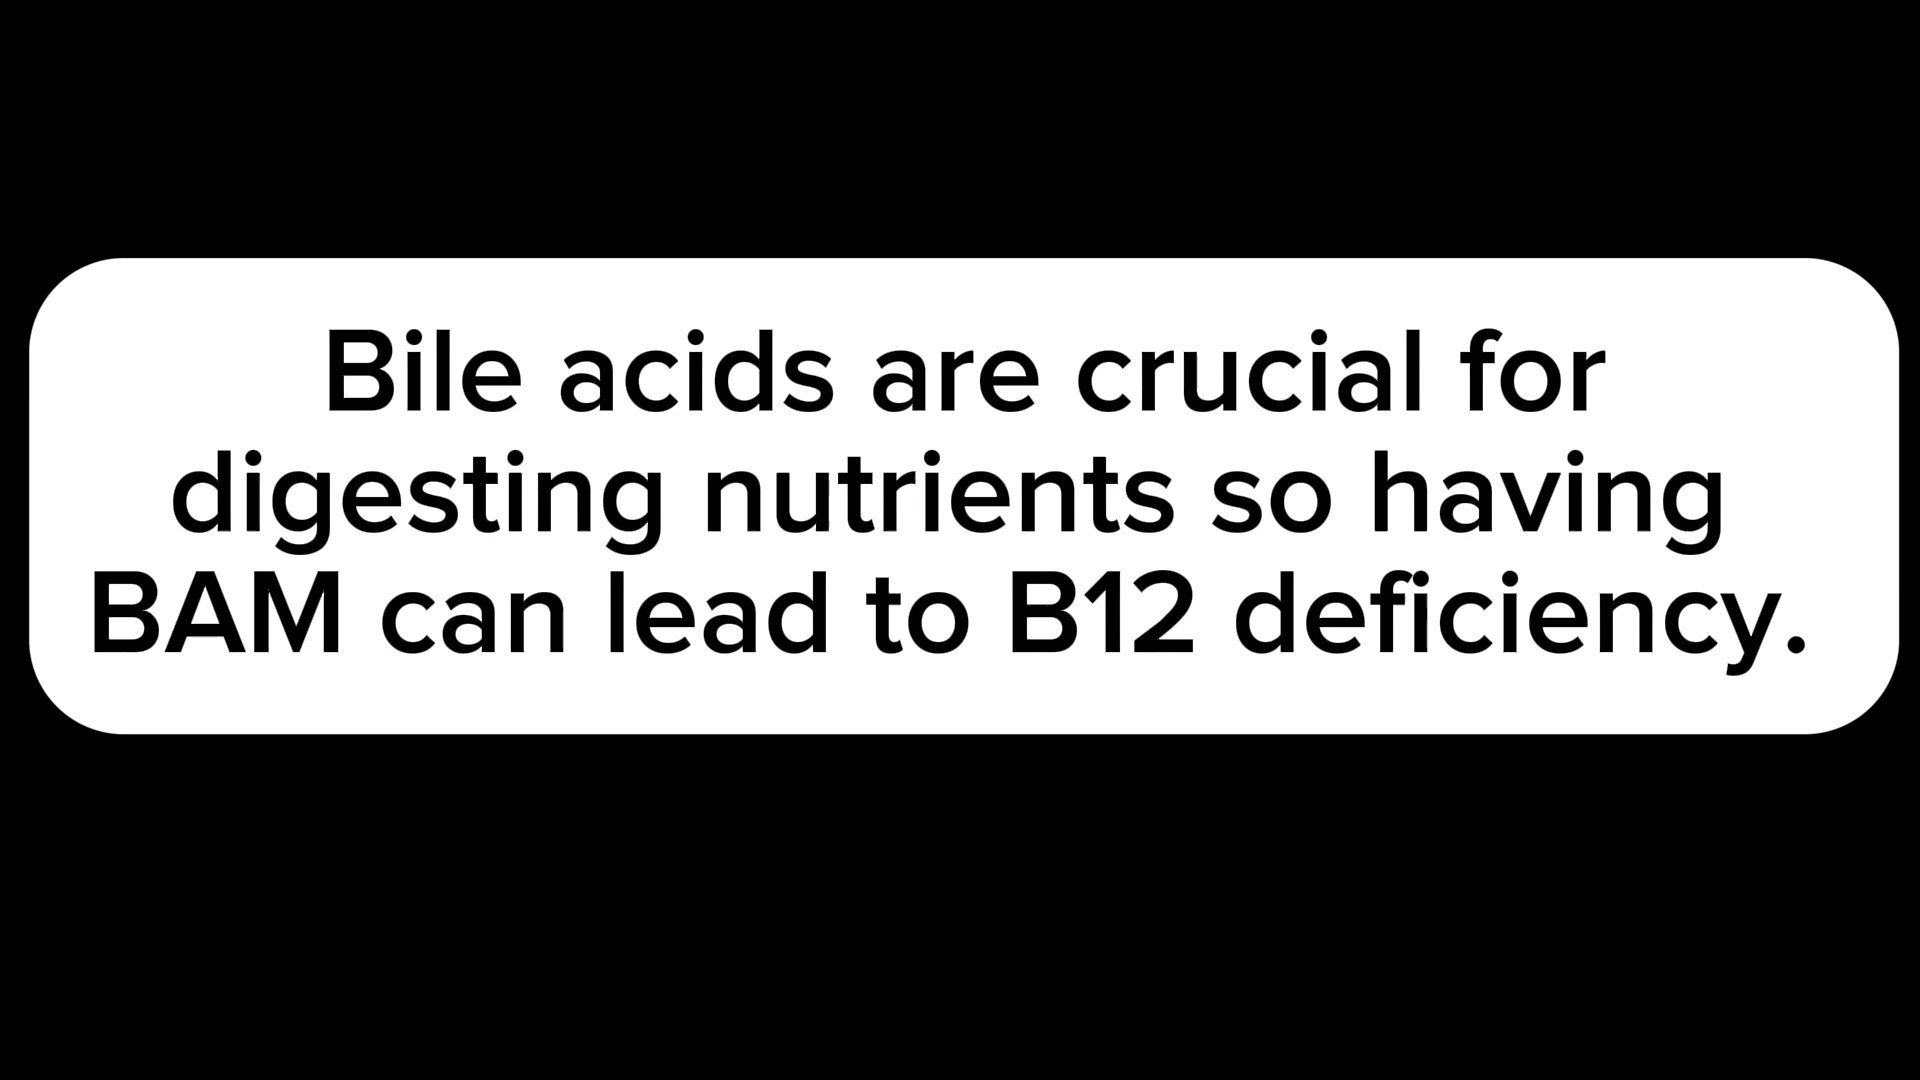 Bile acids are crucial for
digesting nutrients so having
BAM can lead to B12 deficiency.